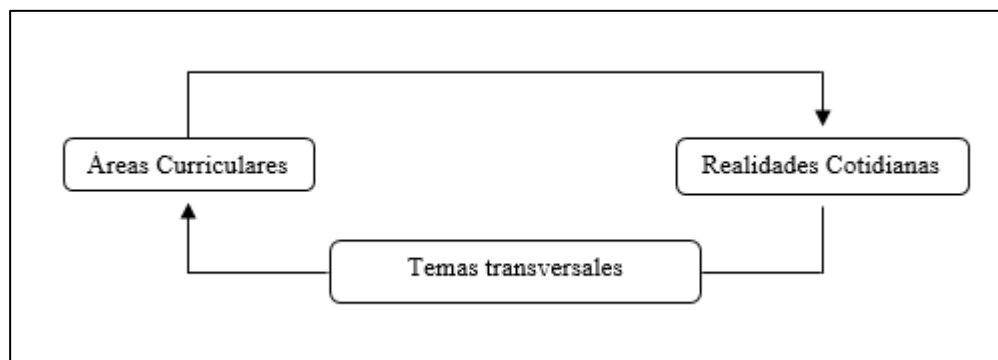 Áreas Curriculares
Realidades Cotidianas
Temas transversales